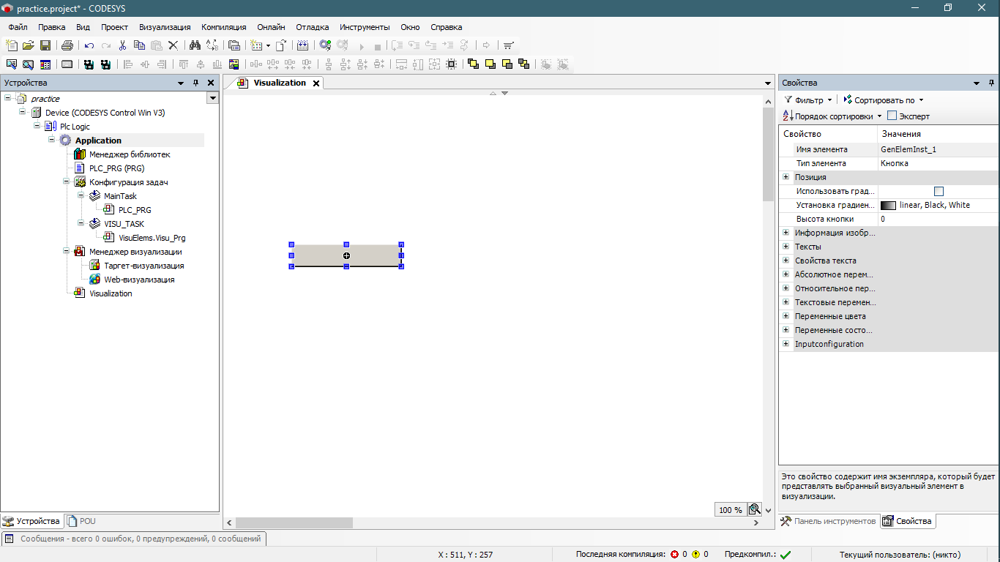 practice.project* - CODESYS
Файл Правка Вид Проект Визуализация Компиляция Онлайн Отладка Инструменты Окно Справка
Устройства
practice
Device (CODESYS Control Win V3)
Plc Logic
Application
Менеджер библиотек
PLC_PRG (PRG)
Конфигурация задач
MainTask
PLC_PRG
VISU_TASK
VisuElems.Visu_Prg
Менеджер визуализации
Таргет-визуализация
Web-визуализация
Visualization
Устройства POU
Visualization
100 %
Свойства
Фильтр Сортировать по
Порядок сортировки Эксперт
Свойство Значения
Имя элемента GenElemInst_1
Тип элемента Кнопка
Позиция
Использовать град...
Установка градиен... linear, Black, White
Высота кнопки 0
Информация изобр...
Тексты
Свойства текста
Абсолютное перем...
Относительное пер...
Текстовые перемен...
Переменные цвета
Переменные состо...
Inputconfiguration
Это свойство содержит имя экземпляра, который будет
представлять выбранный визуальный элемент в
визуализации.
Панель инструментов Свойства
Сообщения - всего 0 ошибок, 0 предупреждений, 0 сообщений
X : 511, Y : 257 Последняя компиляция: 0 0 Предкомпил.: Текущий пользователь: (никто)